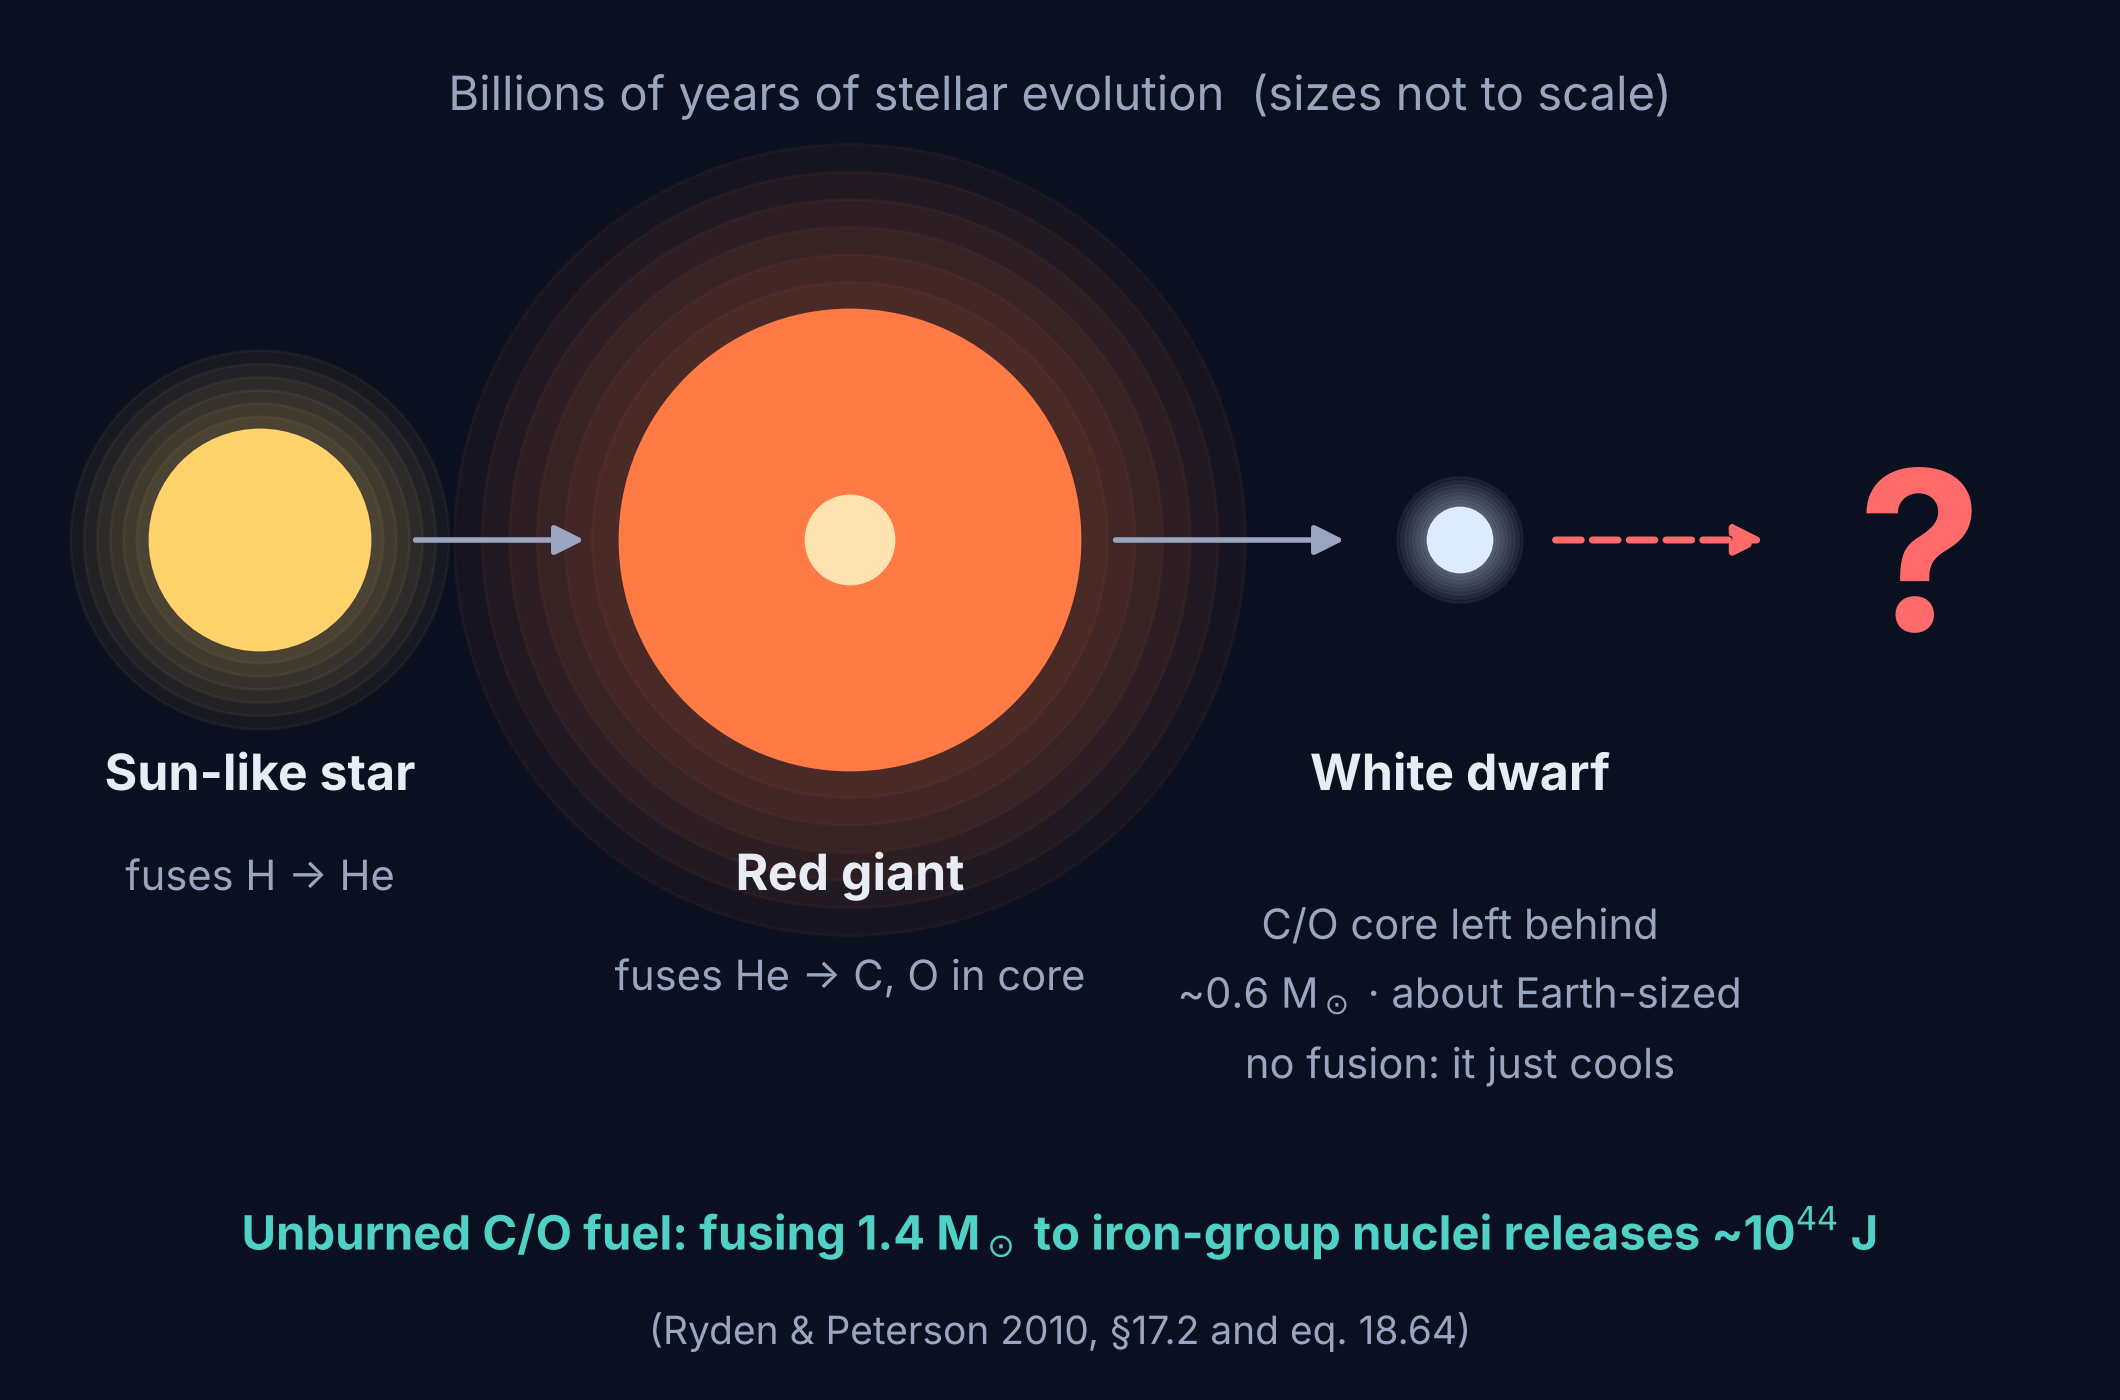 Billions of years of stellar evolution (sizes not to scale)
?
Sun-like star
fuses H → He
Red giant
fuses He → C, O in core
White dwarf
C/O core left behind
~0.6 M☉ · about Earth-sized
no fusion: it just cools
Unburned C/O fuel: fusing 1.4 M☉ to iron-group nuclei releases ~10⁴⁴ J
(Ryden & Peterson 2010, §17.2 and eq. 18.64)